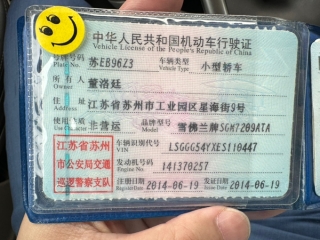 中华人民共和国机动车行驶证
Vehicle License of the People's Republic of China
号牌号码 苏EB96Z3 车辆类型 小型轿车
Plate No. Vehicle Type
所有人 董洛廷
Owner
住址 江苏省苏州市工业园区星海街9号
Address
使用性质 非营运 品牌型号 雪佛兰牌SGM7209ATA
Use Character Model
江苏省苏州市公安局交通巡逻警察支队
车辆识别代号 LSGGG54YXES110447
VIN
发动机号码 141370257
Engine No.
注册日期 2014-06-19 发证日期 2014-06-19
Register Date Issue Date